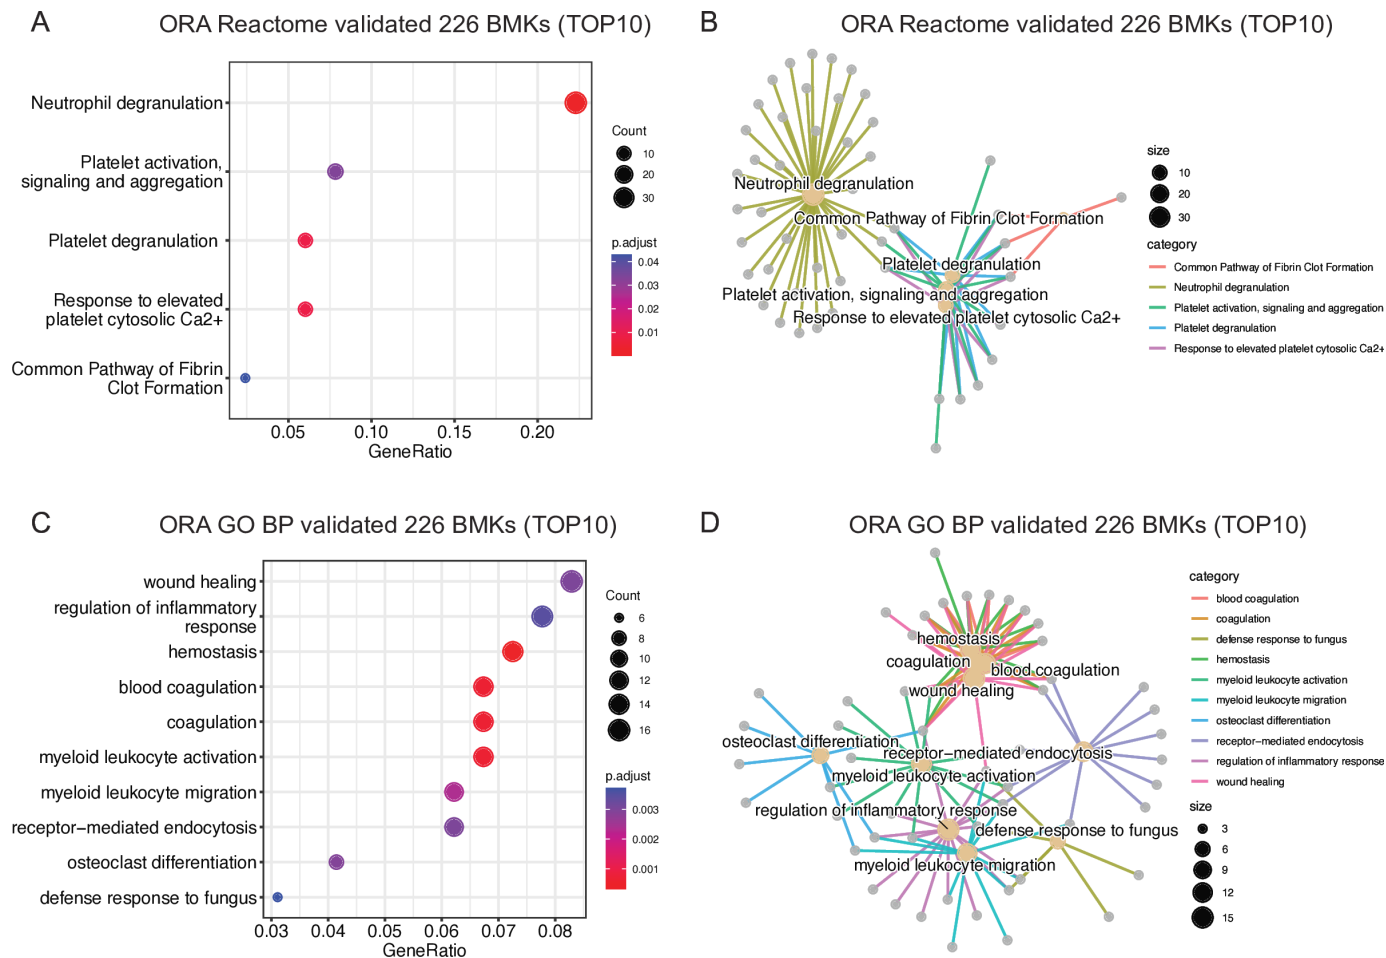 A
ORA Reactome validated 226 BMKs (TOP10)
Neutrophil degranulation
Platelet activation,
signaling and aggregation
Platelet degranulation
Response to elevated
platelet cytosolic Ca2+
Common Pathway of Fibrin
Clot Formation
0.05 0.10 0.15 0.20
GeneRatio
Count
10
20
30
p.adjust
0.04
0.03
0.02
0.01
B
ORA Reactome validated 226 BMKs (TOP10)
Neutrophil degranulation
Common Pathway of Fibrin Clot Formation
Platelet degranulation
Platelet activation, signaling and aggregation
Response to elevated platelet cytosolic Ca2+
size
10
20
30
category
Common Pathway of Fibrin Clot Formation
Neutrophil degranulation
Platelet activation, signaling and aggregation
Platelet degranulation
Response to elevated platelet cytosolic Ca2+
C
ORA GO BP validated 226 BMKs (TOP10)
wound healing
regulation of inflammatory
response
hemostasis
blood coagulation
coagulation
myeloid leukocyte activation
myeloid leukocyte migration
receptor−mediated endocytosis
osteoclast differentiation
defense response to fungus
0.03 0.04 0.05 0.06 0.07 0.08
GeneRatio
Count
6
8
10
12
14
16
p.adjust
0.003
0.002
0.001
D
ORA GO BP validated 226 BMKs (TOP10)
hemostasis
coagulation
blood coagulation
wound healing
osteoclast differentiation
receptor−mediated endocytosis
myeloid leukocyte activation
regulation of inflammatory response
defense response to fungus
myeloid leukocyte migration
category
blood coagulation
coagulation
defense response to fungus
hemostasis
myeloid leukocyte activation
myeloid leukocyte migration
osteoclast differentiation
receptor−mediated endocytosis
regulation of inflammatory response
wound healing
size
3
6
9
12
15